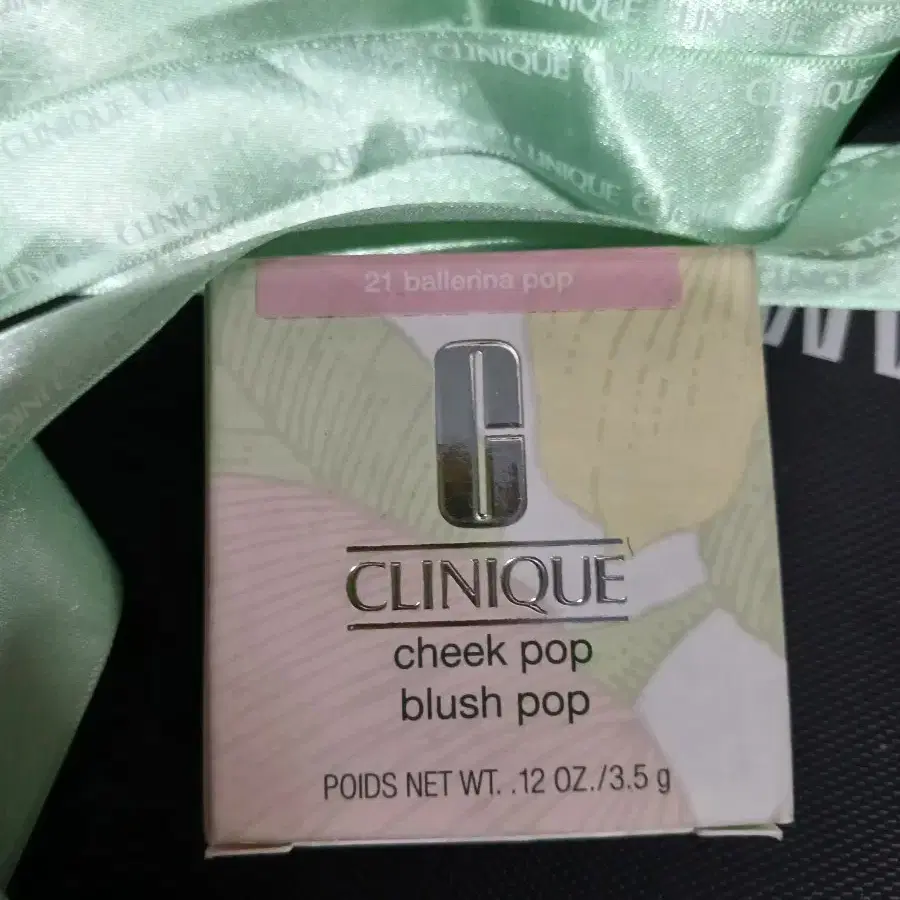 CLINIQUE
CLINIQUE
CLINIQUE
CLINIQUE
21 ballerina pop
CLINIQUE
cheek pop
blush pop
POIDS NET WT. .12 OZ./3.5 g